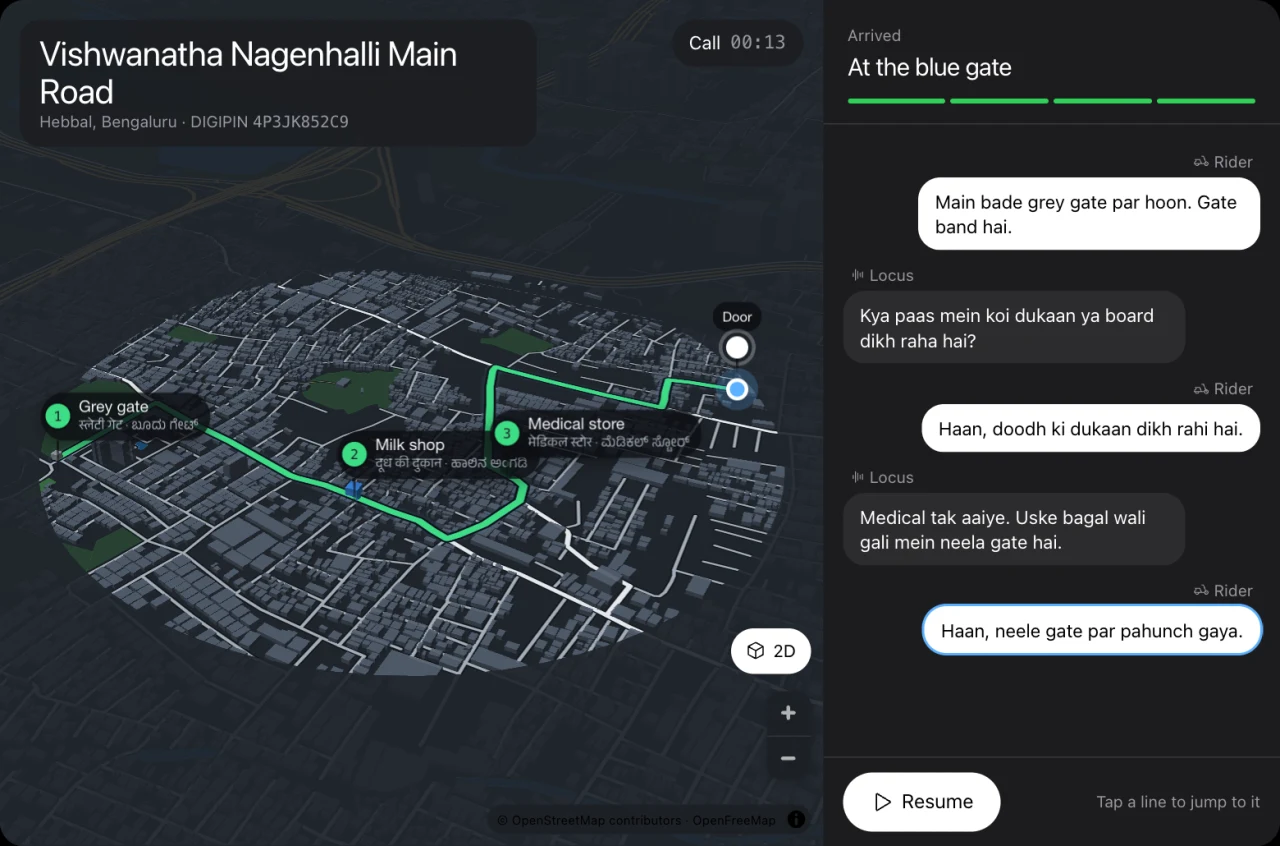 Vishwanatha Nagenhalli Main
Road
Hebbal, Bengaluru · DIGIPIN 4P3JK852C9
Call 00:13
Door
1
Grey gate
स्लेटी गेट · ಬೂದು ಗೇಟ್
2
Milk shop
दूध की दुकान · ಹಾಲಿನ ಅಂಗಡಿ
3
Medical store
मेडिकल स्टोर · ಮೆಡಿಕಲ್ ಸ್ಟೋರ್
2D
+
−
© OpenStreetMap contributors · OpenFreeMap
Arrived
At the blue gate
Rider
Main bade grey gate par hoon. Gate
band hai.
Locus
Kya paas mein koi dukaan ya board
dikh raha hai?
Rider
Haan, doodh ki dukaan dikh rahi hai.
Locus
Medical tak aaiye. Uske bagal wali
gali mein neela gate hai.
Rider
Haan, neele gate par pahunch gaya.
Resume
Tap a line to jump to it